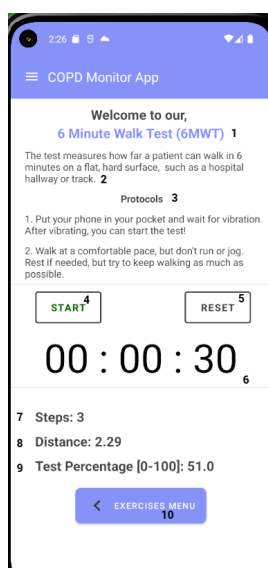 2:26
COPD Monitor App
Welcome to our,
6 Minute Walk Test (6MWT) 1
The test measures how far a patient can walk in 6
minutes on a flat, hard surface, such as a hospital
hallway or track. 2
Protocols 3
1. Put your phone in your pocket and wait for vibration.
After vibrating, you can start the test!
2. Walk at a comfortable pace, but don't run or jog.
Rest if needed, but try to keep walking as much as
possible.
START 4 RESET 5
00 : 00 : 30 6
7 Steps: 3
8 Distance: 2.29
9 Test Percentage [0-100]: 51.0
EXERCISES MENU
10